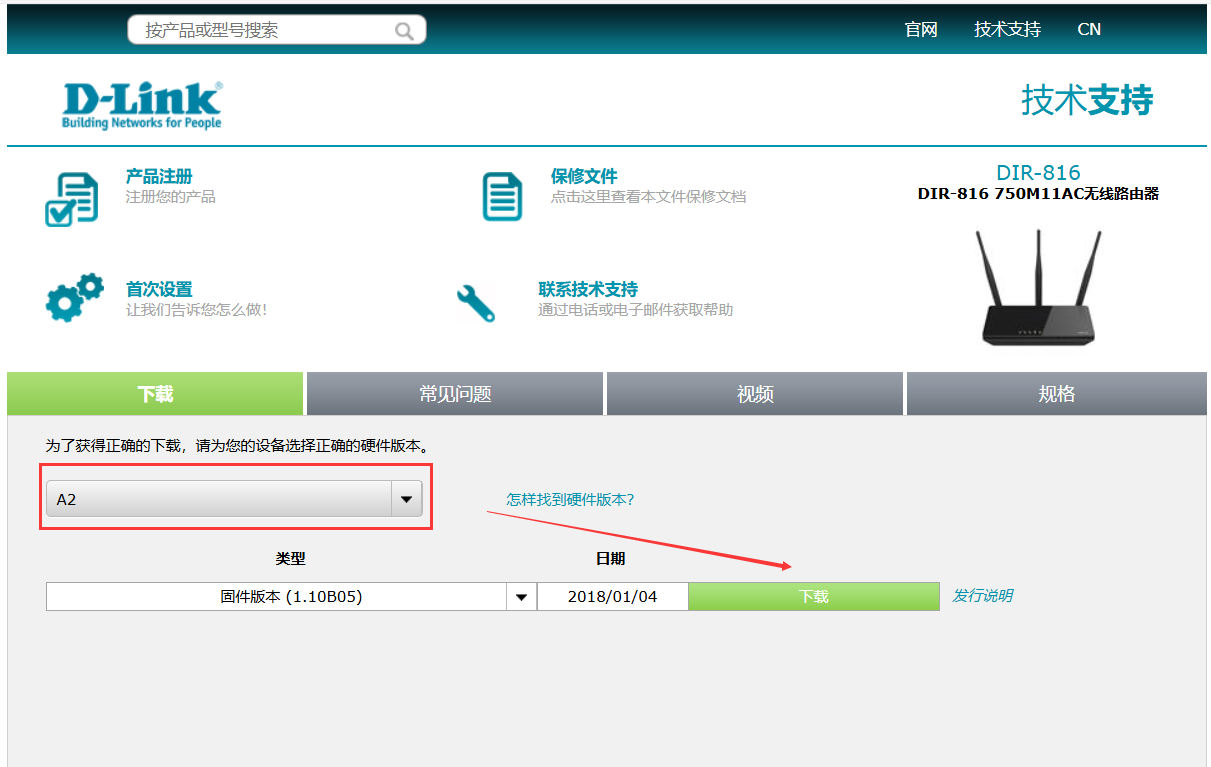 按产品或型号搜索
官网 技术支持 CN
D-Link®
Building Networks for People
技术支持
产品注册
注册您的产品
保修文件
点击这里查看本文件保修文档
DIR-816
DIR-816 750M11AC无线路由器
首次设置
让我们告诉您怎么做!
联系技术支持
通过电话或电子邮件获取帮助
下载 常见问题 视频 规格
为了获得正确的下载，请为您的设备选择正确的硬件版本。
A2
怎样找到硬件版本?
类型 日期
固件版本 (1.10B05) 2018/01/04 下载 发行说明